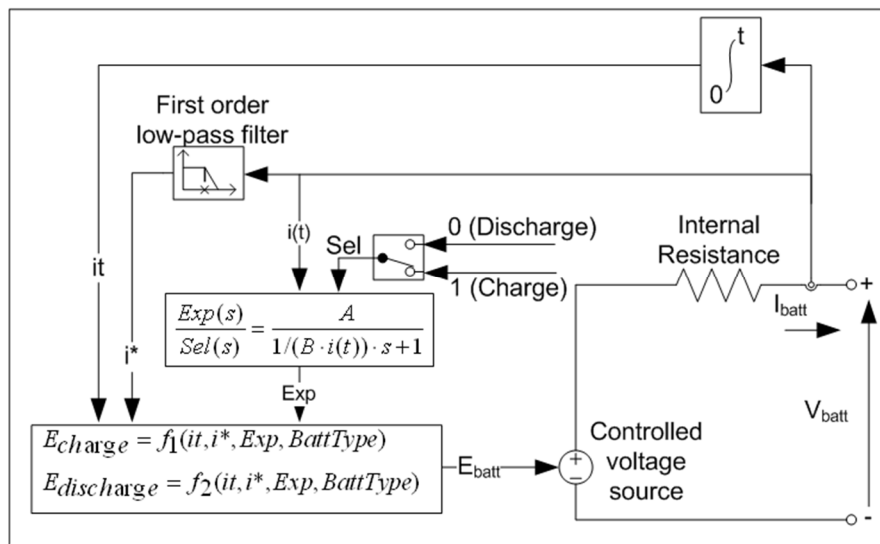 t
∫
0
First order
low-pass filter
i(t)
Sel
0 (Discharge)
1 (Charge)
Internal
Resistance
+
I_batt
it
i*
Exp(s)/Sel(s) = A/(1/(B · i(t)) · s+1)
Exp
E_charge = f_1(it, i*, Exp, BattType)
E_discharge = f_2(it, i*, Exp, BattType)
E_batt
+
−
Controlled
voltage
source
V_batt
-